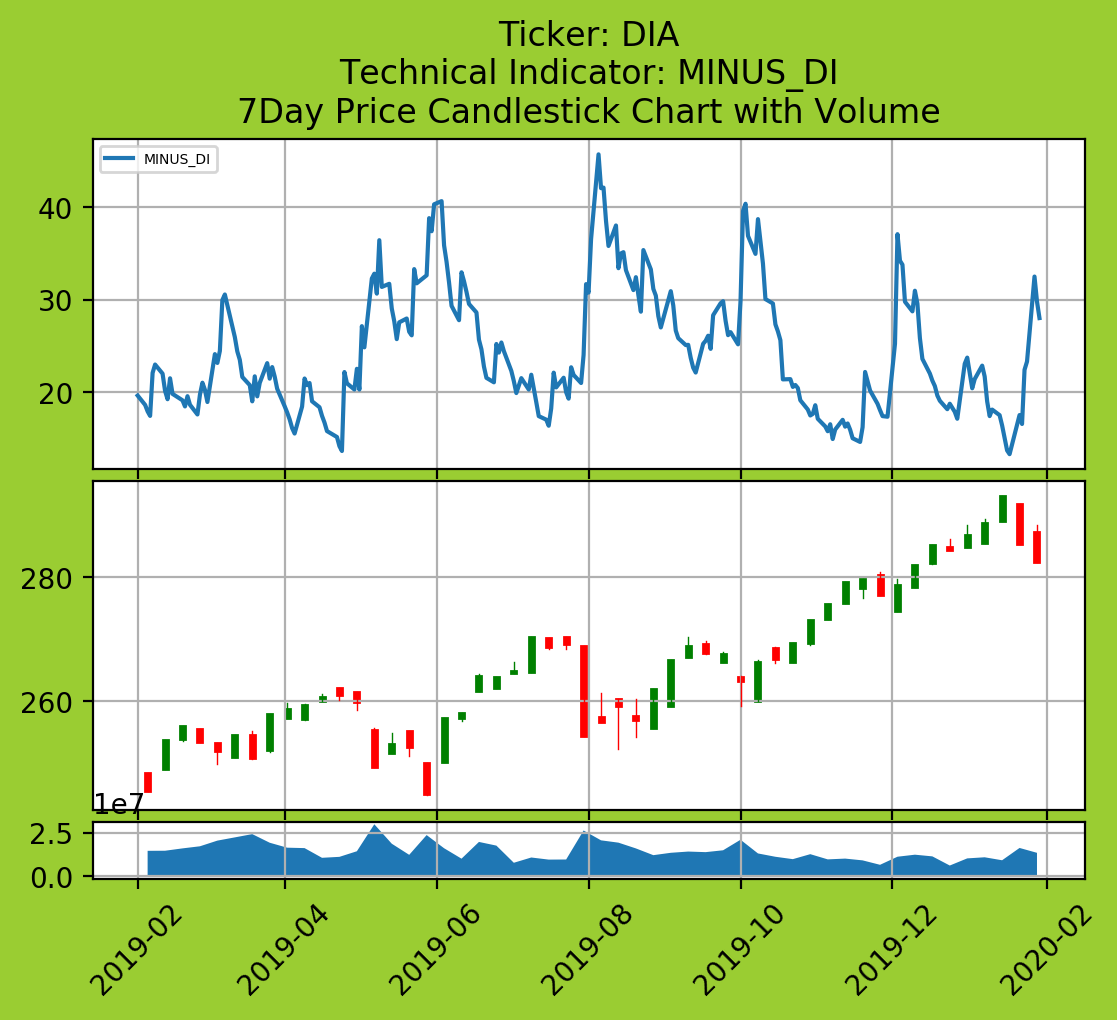 Ticker: DIA
Technical Indicator: MINUS_DI
7Day Price Candlestick Chart with Volume
MINUS_DI
40
30
20
280
260
1e7
2.5
0.0
2019-02
2019-04
2019-06
2019-08
2019-10
2019-12
2020-02